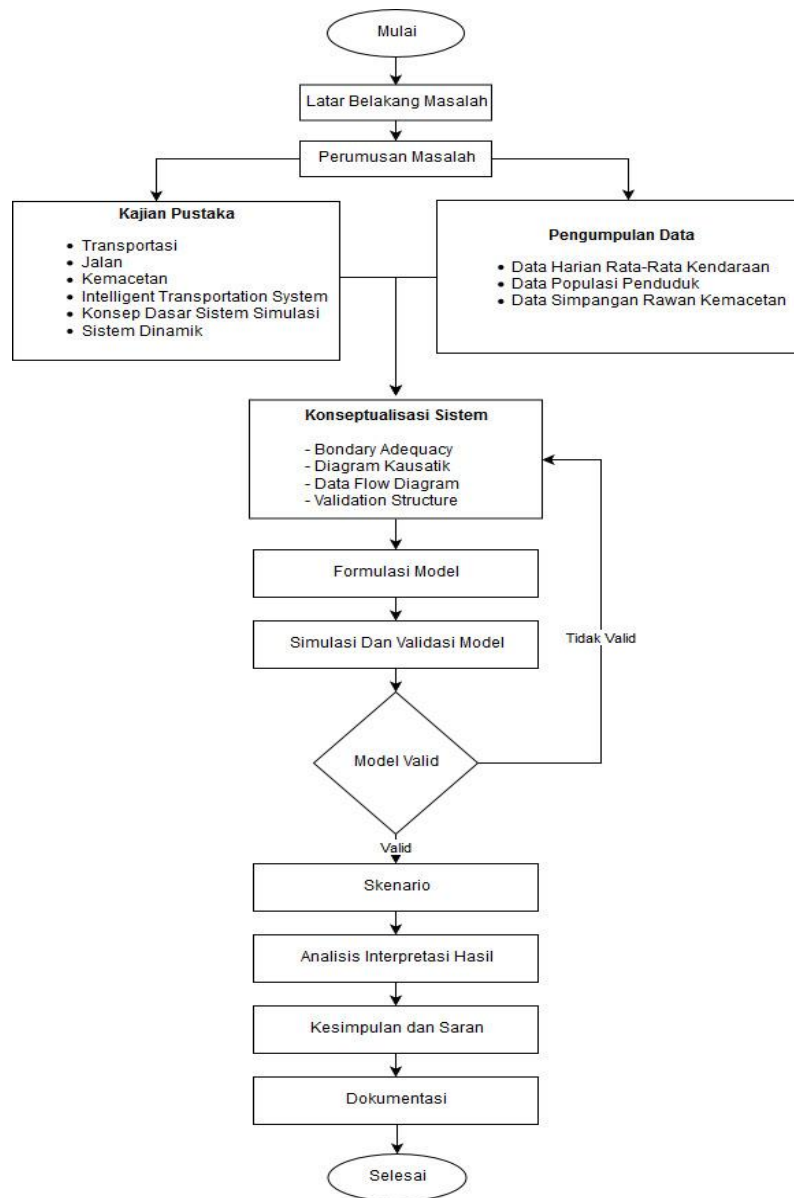 Mulai
Latar Belakang Masalah
Perumusan Masalah
Kajian Pustaka
• Transportasi
• Jalan
• Kemacetan
• Intelligent Transportation System
• Konsep Dasar Sistem Simulasi
• Sistem Dinamik
Pengumpulan Data
• Data Harian Rata-Rata Kendaraan
• Data Populasi Penduduk
• Data Simpangan Rawan Kemacetan
Konseptualisasi Sistem
- Bondary Adequacy
- Diagram Kausatik
- Data Flow Diagram
- Validation Structure
Formulasi Model
Simulasi Dan Validasi Model
Tidak Valid
Model Valid
Valid
Skenario
Analisis Interpretasi Hasil
Kesimpulan dan Saran
Dokumentasi
Selesai